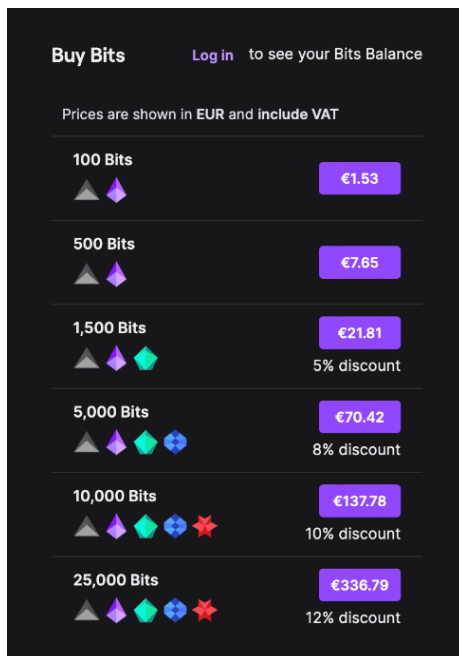 Buy Bits Log in to see your Bits Balance
Prices are shown in EUR and include VAT
100 Bits €1.53
500 Bits €7.65
1,500 Bits €21.81
5% discount
5,000 Bits €70.42
8% discount
10,000 Bits €137.78
10% discount
25,000 Bits €336.79
12% discount